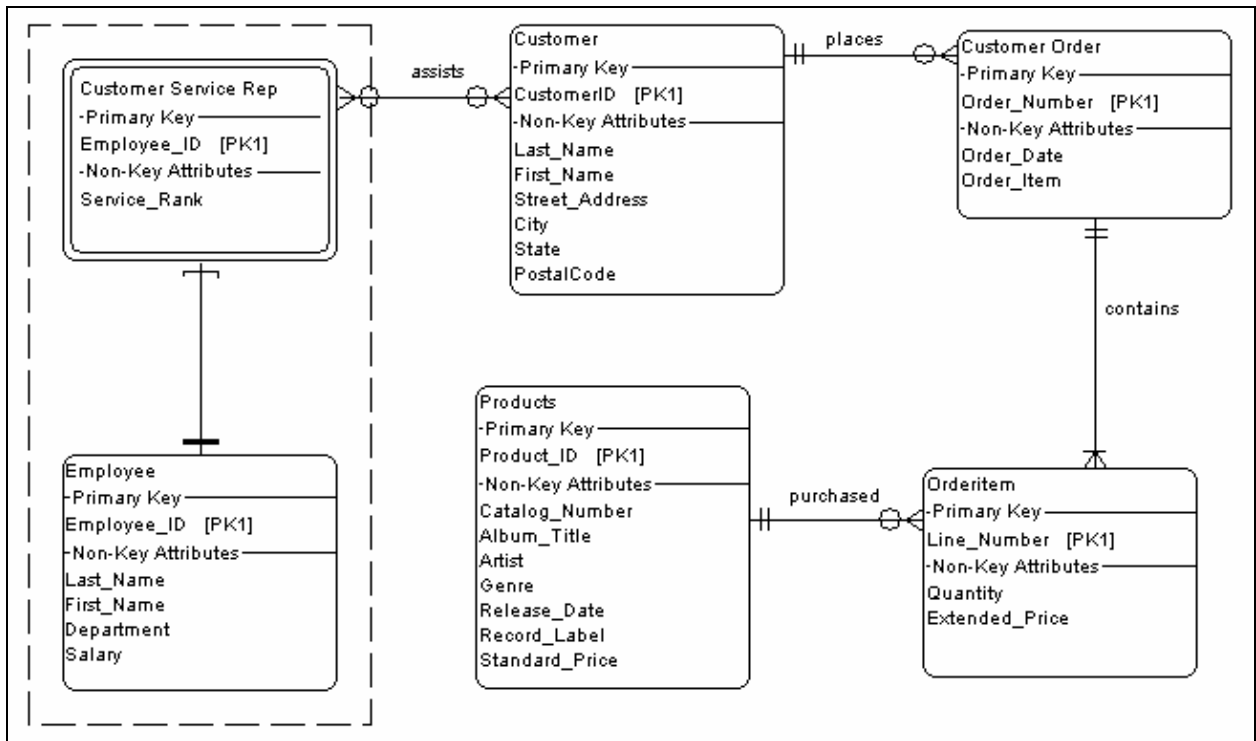 Customer Service Rep
-Primary Key
Employee_ID [PK1]
-Non-Key Attributes
Service_Rank
assists
Customer
-Primary Key
CustomerID [PK1]
-Non-Key Attributes
Last_Name
First_Name
Street_Address
City
State
PostalCode
places
Customer Order
-Primary Key
Order_Number [PK1]
-Non-Key Attributes
Order_Date
Order_Item
contains
Employee
-Primary Key
Employee_ID [PK1]
-Non-Key Attributes
Last_Name
First_Name
Department
Salary
Products
-Primary Key
Product_ID [PK1]
-Non-Key Attributes
Catalog_Number
Album_Title
Artist
Genre
Release_Date
Record_Label
Standard_Price
purchased
Orderitem
-Primary Key
Line_Number [PK1]
-Non-Key Attributes
Quantity
Extended_Price